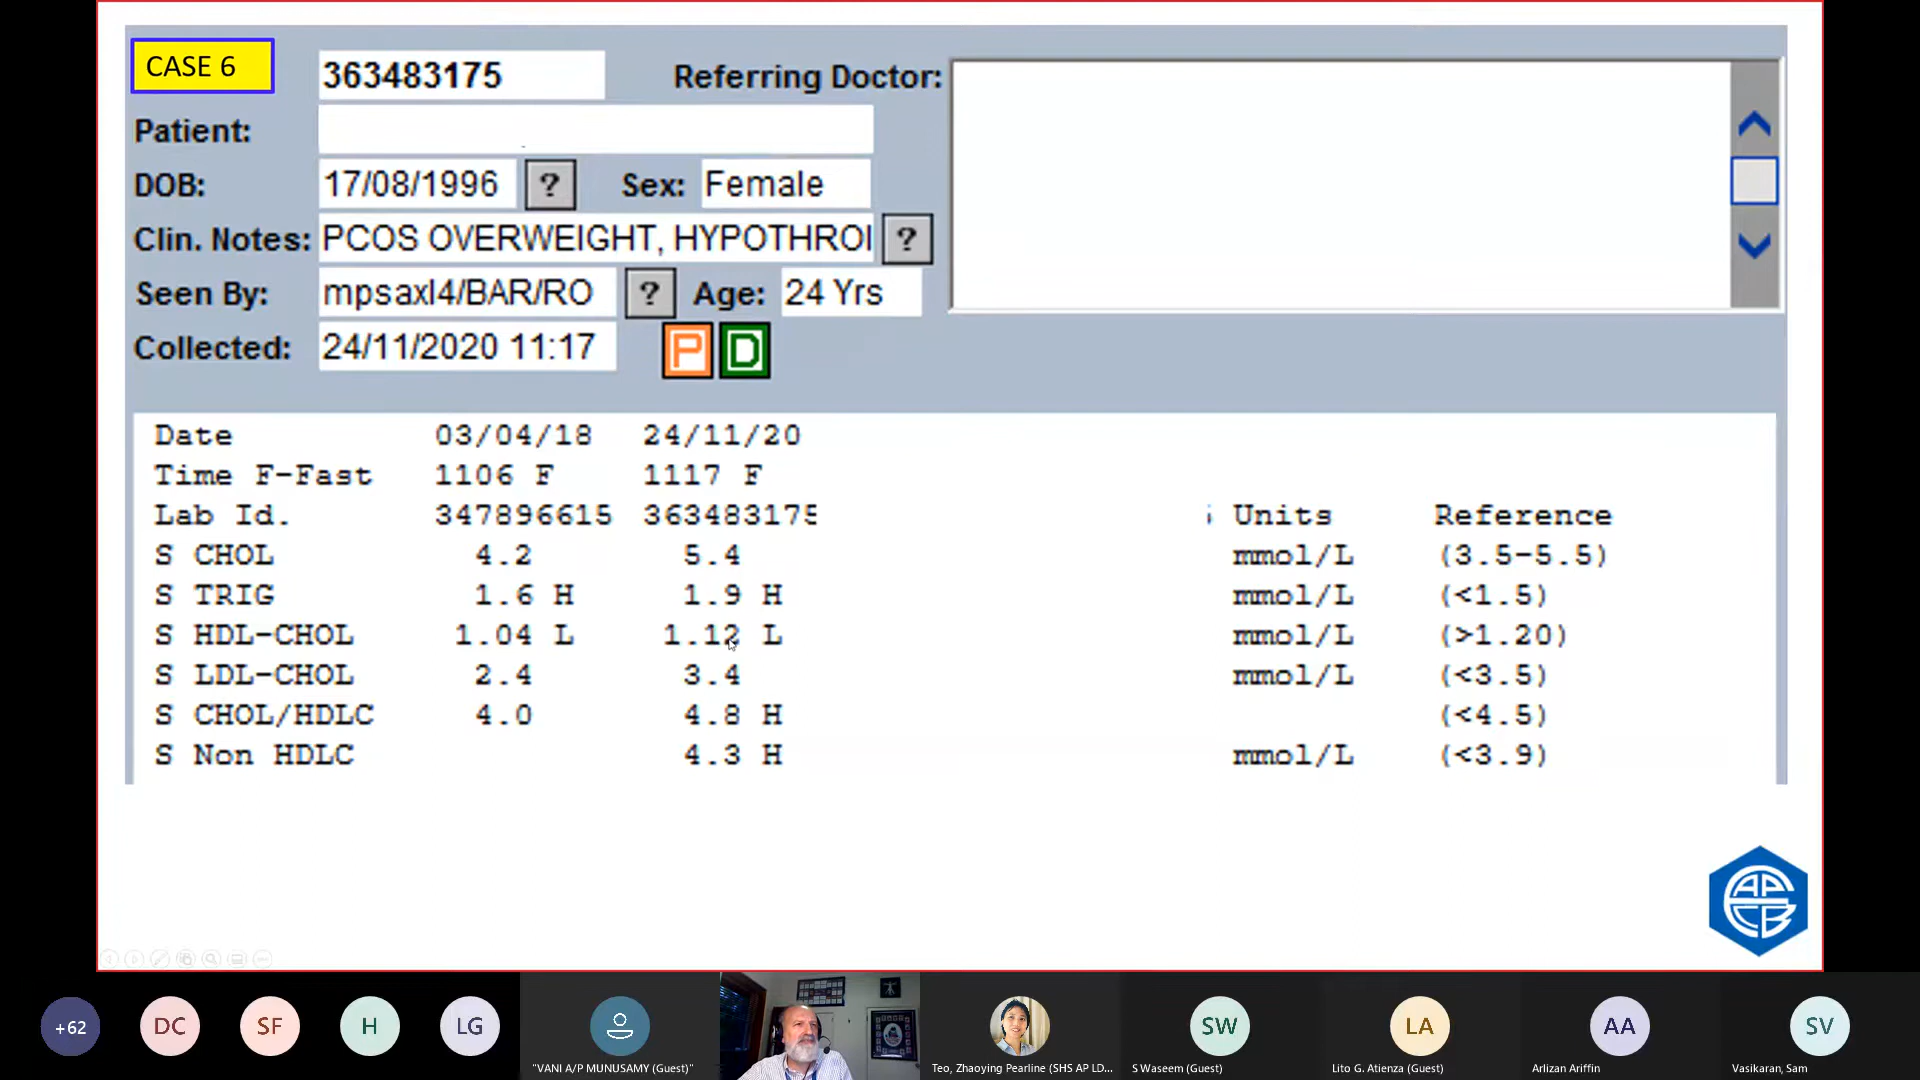 CASE 6
363483175 Referring Doctor:
Patient:
DOB: 17/08/1996 ? Sex: Female
Clin. Notes: PCOS OVERWEIGHT, HYPOTHROI ?
Seen By: mpsaxl4/BAR/RO ? Age: 24 Yrs
Collected: 24/11/2020 11:17 P D
Date 03/04/18 24/11/20
Time F-Fast 1106 F 1117 F
Lab Id. 347896615 363483175 Units Reference
S CHOL 4.2 5.4 mmol/L (3.5-5.5)
S TRIG 1.6 H 1.9 H mmol/L (<1.5)
S HDL-CHOL 1.04 L 1.12 L mmol/L (>1.20)
S LDL-CHOL 2.4 3.4 mmol/L (<3.5)
S CHOL/HDLC 4.0 4.8 H (<4.5)
S Non HDLC 4.3 H mmol/L (<3.9)
APFCB
+62 DC SF H LG SW LA AA SV
"VANI A/P MUNUSAMY (Guest)" Teo, Zhaoying Pearline (SHS AP LD... S Waseem (Guest) Lito G. Atienza (Guest) Arlizan Ariffin Vasikaran, Sam